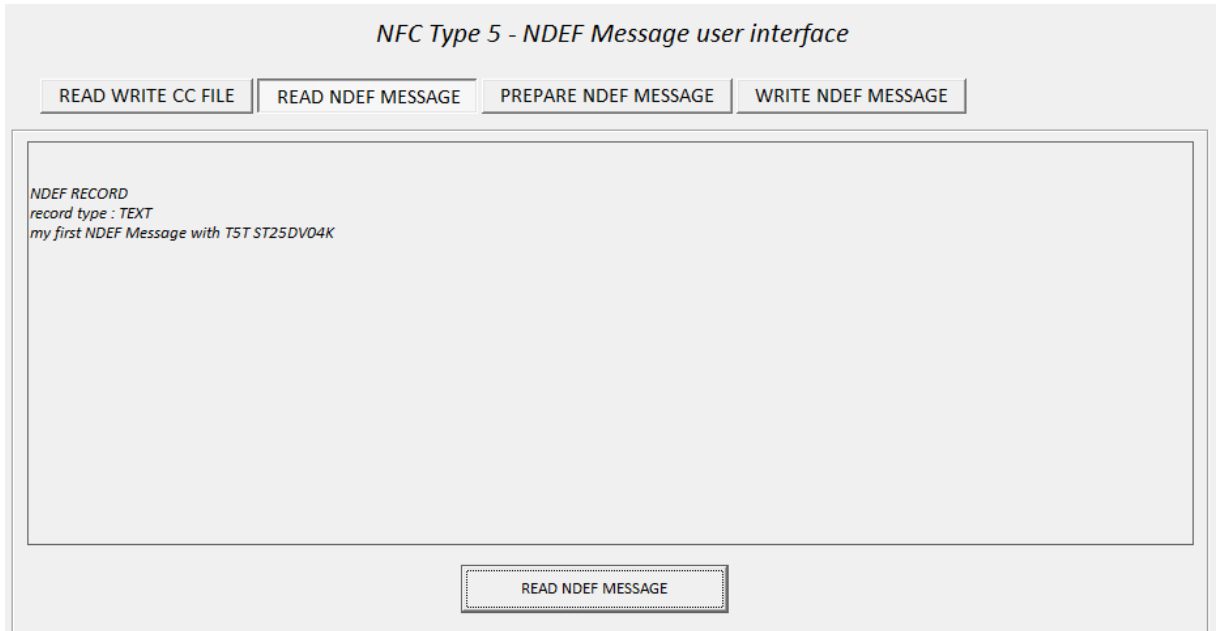 NFC Type 5 - NDEF Message user interface
READ WRITE CC FILE READ NDEF MESSAGE PREPARE NDEF MESSAGE WRITE NDEF MESSAGE
NDEF RECORD
record type : TEXT
my first NDEF Message with T5T ST25DV04K
READ NDEF MESSAGE